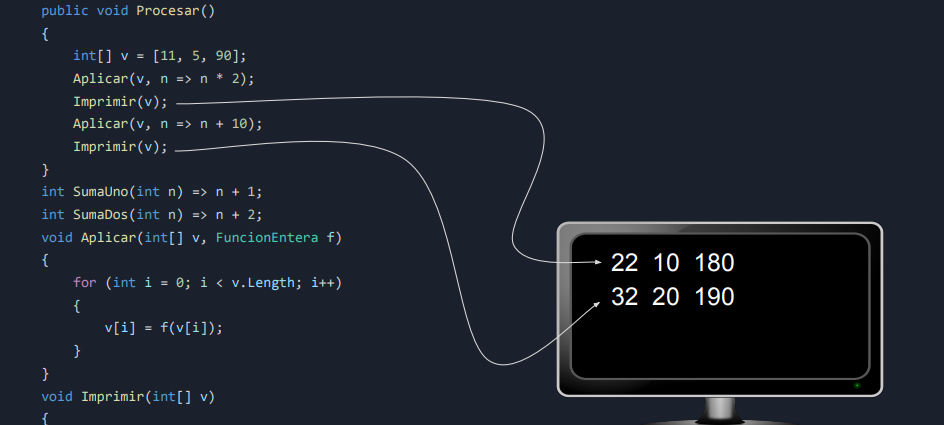 public void Procesar()
{
int[] v = [11, 5, 90];
Aplicar(v, n => n * 2);
Imprimir(v);
Aplicar(v, n => n + 10);
Imprimir(v);
}
int SumaUno(int n) => n + 1;
int SumaDos(int n) => n + 2;
void Aplicar(int[] v, FuncionEntera f)
{
for (int i = 0; i < v.Length; i++)
{
v[i] = f(v[i]);
}
}
void Imprimir(int[] v)
{
22 10 180
32 20 190